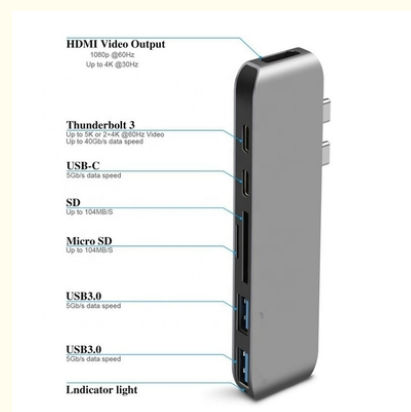 HDMI Video Output
1080p @60Hz
Up to 4K @30Hz
Thunderbolt 3
Up to 5K or 2×4K @60Hz Video
Up to 40Gb/s data speed
USB-C
5Gb/s data speed
SD
Up to 104MB/S
Micro SD
Up to 104MB/S
USB3.0
5Gb/s data speed
USB3.0
5Gb/s data speed
Lndicator light